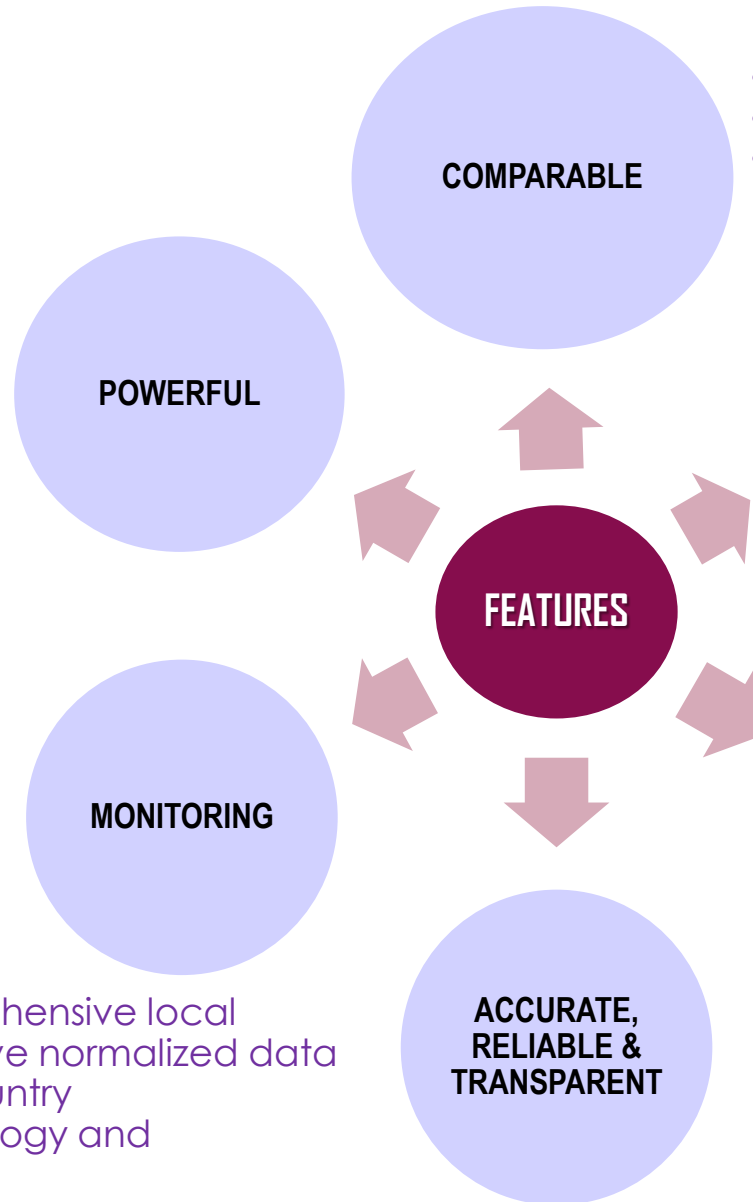 COMPARABLE
POWERFUL
FEATURES
MONITORING
hensive local
ve normalized data
untry
ogy and
ACCURATE,
RELIABLE &
TRANSPARENT